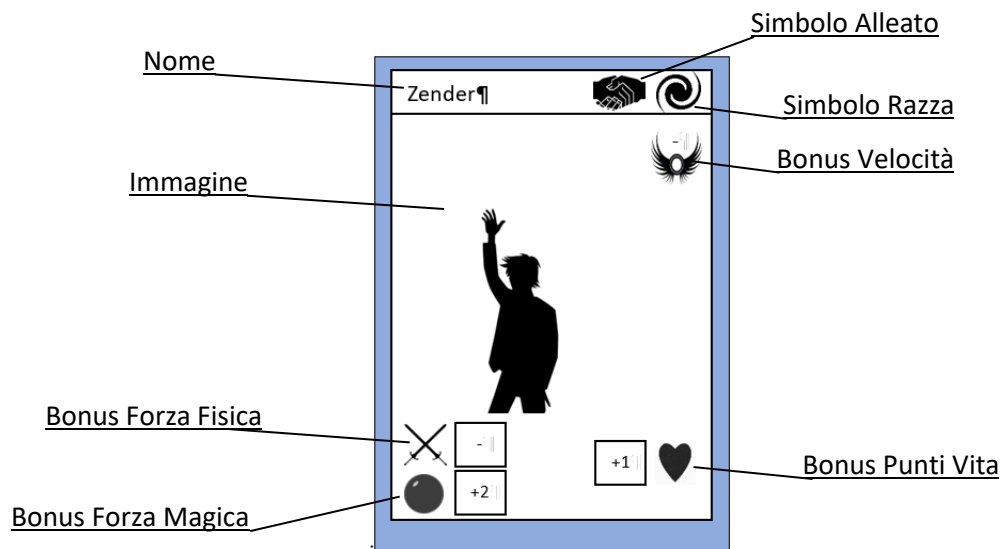 Simbolo Alleato
Nome
Zender¶
Simbolo Razza
-
Bonus Velocità
Immagine
Bonus Forza Fisica
-
+1
Bonus Punti Vita
+2
Bonus Forza Magica